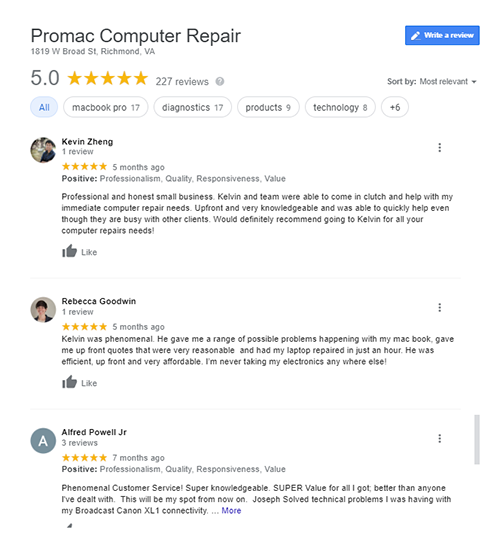 Promac Computer Repair
Write a review
1819 W Broad St, Richmond, VA
5.0 227 reviews
Sort by: Most relevant
All macbook pro 17 diagnostics 17 products 9 technology 8 +6
Kevin Zheng
1 review
5 months ago
Positive: Professionalism, Quality, Responsiveness, Value
Professional and honest small business. Kelvin and team were able to come in clutch and help with my
immediate computer repair needs. Upfront and very knowledgeable and was able to quickly help even
though they are busy with other clients. Would definitely recommend going to Kelvin for all your
computer repairs needs!
Like
Rebecca Goodwin
1 review
5 months ago
Kelvin was phenomenal. He gave me a range of possible problems happening with my mac book, gave
me up front quotes that were very reasonable and had my laptop repaired in just an hour. He was
efficient, up front and very affordable. I'm never taking my electronics any where else!
Like
A
Alfred Powell Jr
3 reviews
7 months ago
Positive: Professionalism, Quality, Responsiveness, Value
Phenomenal Customer Service! Super knowledgeable. SUPER Value for all I got; better than anyone
I've dealt with. This will be my spot from now on. Joseph Solved technical problems I was having with
my Broadcast Canon XL1 connectivity. ... More